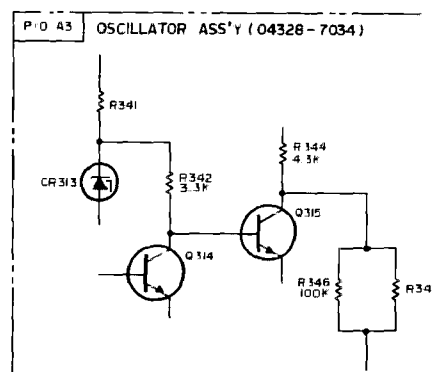 P/O A3 OSCILLATOR ASS'Y (04328-7034)
R341
R344
4.3K
CR313
R342
3.3K
Q315
Q314
R346
100K
R34